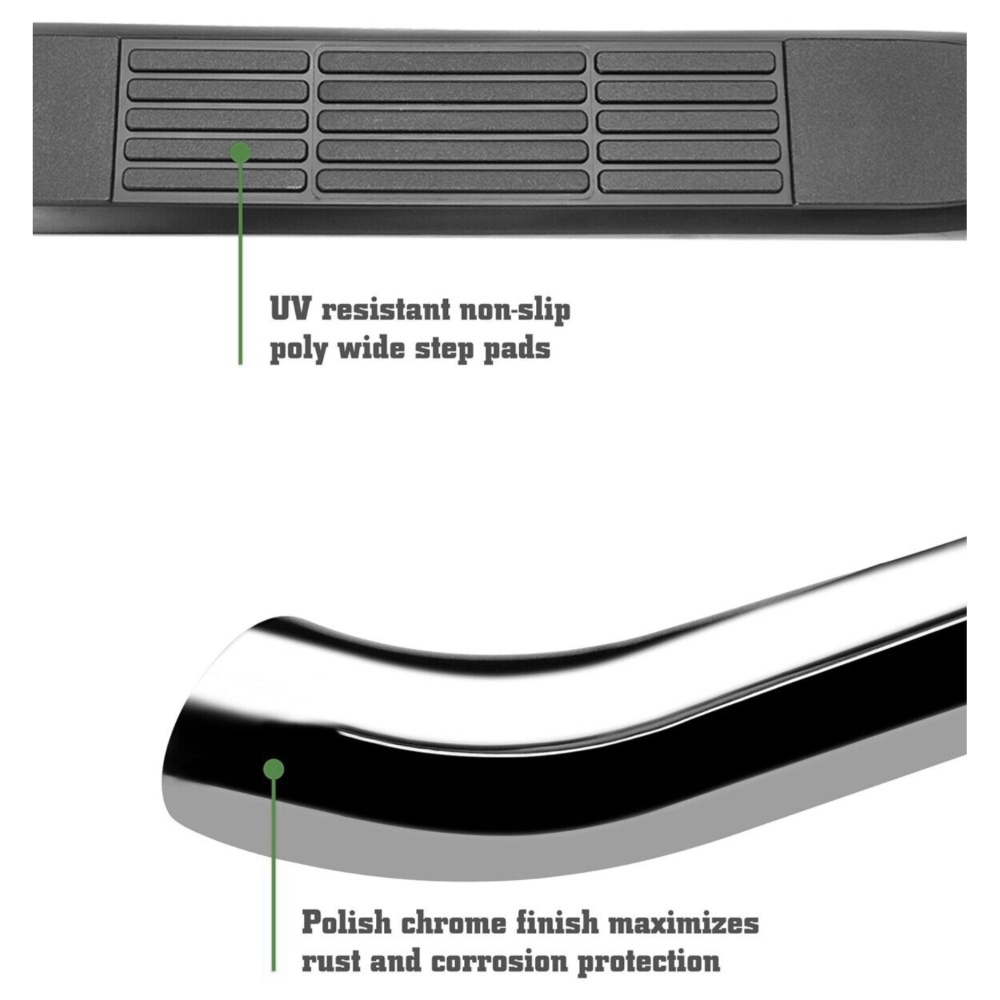 UV resistant non-slip
poly wide step pads
Polish chrome finish maximizes
rust and corrosion protection